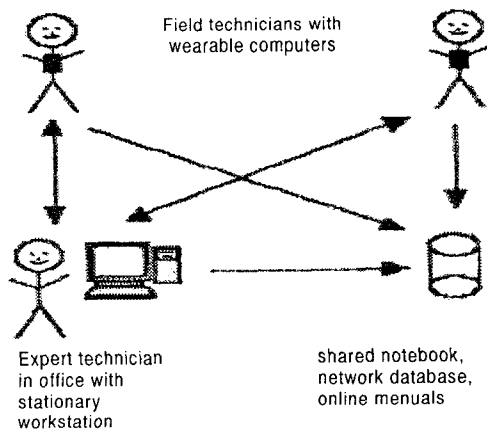 Field technicians with
wearable computers
Expert technician
in office with
stationary
workstation
shared notebook,
network database,
online menuals